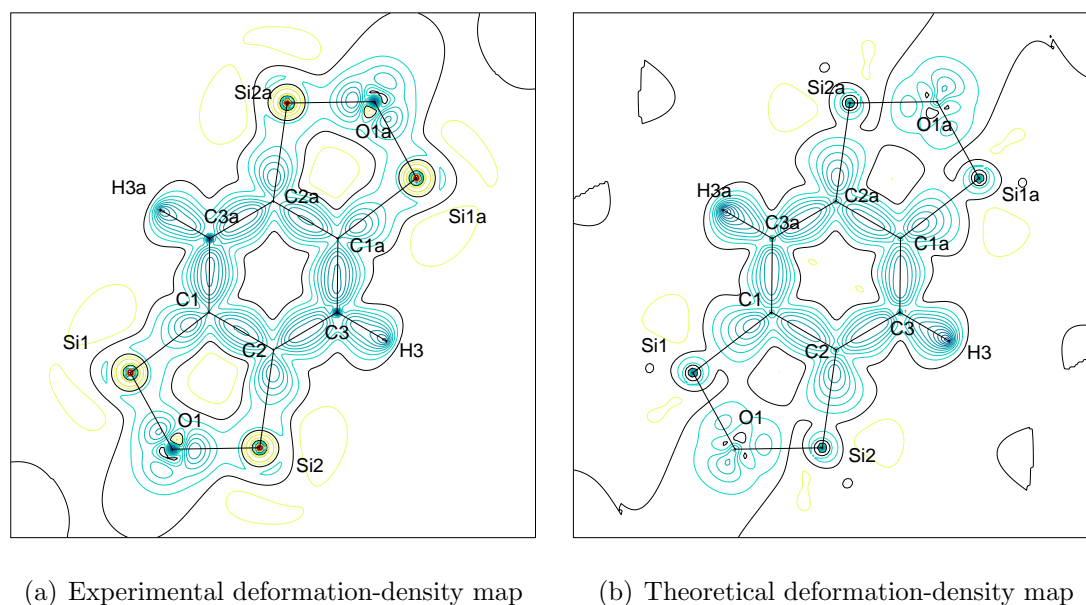 Si2a
O1a
H3a
C2a
C3a
Si1a
C1a
C1
Si1
C3
C2
H3
O1
Si2
Si2a
O1a
H3a
C2a
Si1a
C3a
C1a
C1
Si1
C3
C2
H3
O1
Si2
(a) Experimental deformation-density map
(b) Theoretical deformation-density map